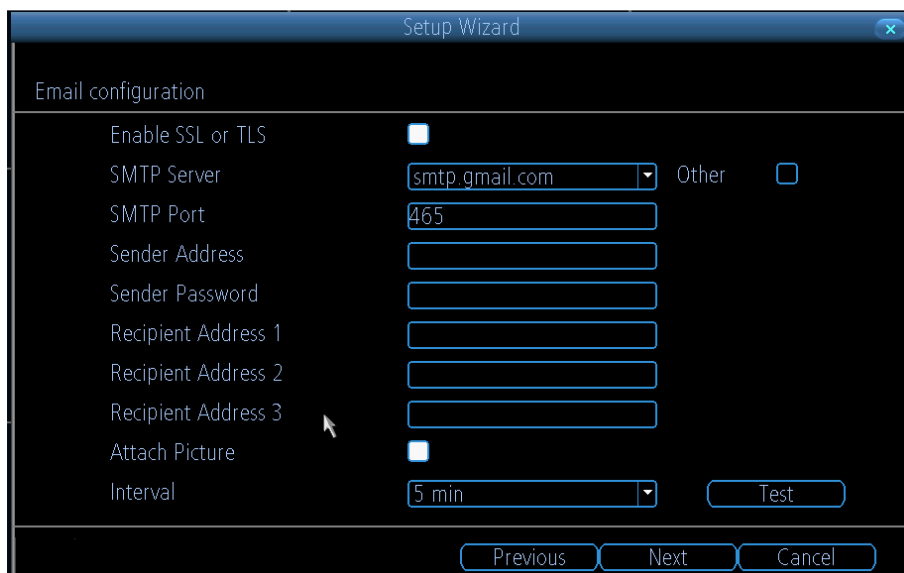 Setup Wizard
Email configuration
Enable SSL or TLS
SMTP Server smtp.gmail.com Other
SMTP Port 465
Sender Address
Sender Password
Recipient Address 1
Recipient Address 2
Recipient Address 3
Attach Picture
Interval 5 min Test
Previous Next Cancel